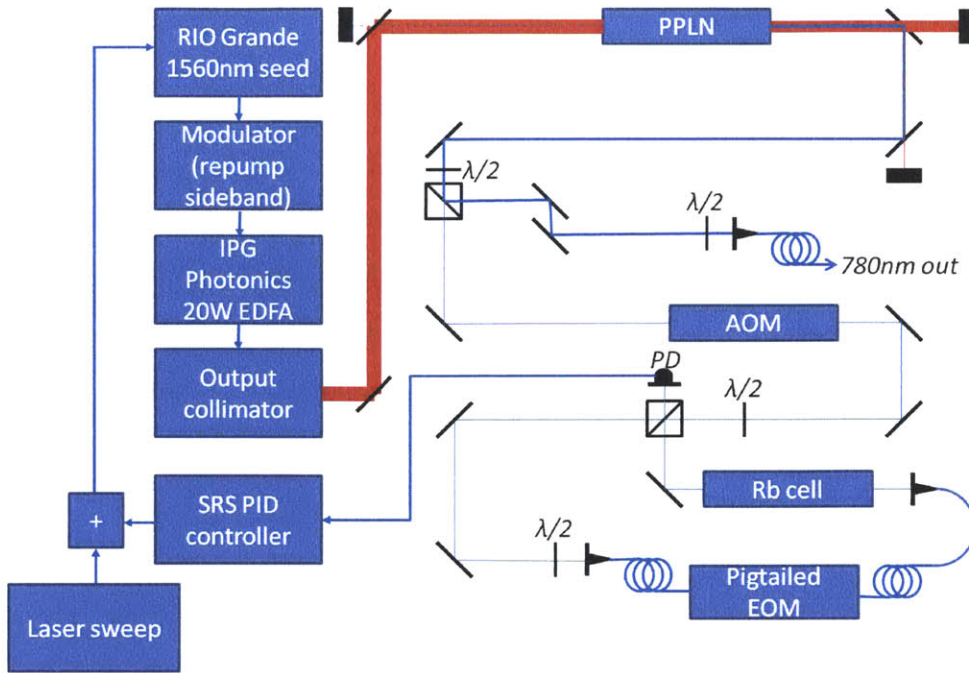 RIO Grande
1560nm seed
PPLN
Modulator
(repump
sideband)
λ/2
λ/2
IPG
Photonics
20W EDFA
780nm out
AOM
Output
collimator
PD
λ/2
SRS PID
controller
+
Rb cell
λ/2
Pigtailed
EOM
Laser sweep